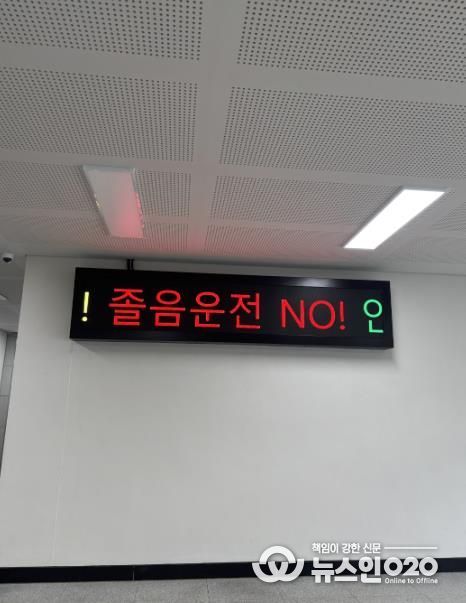 ! 졸음운전 NO! 인
책임이 강한 신문
뉴스인020
Online to Offline